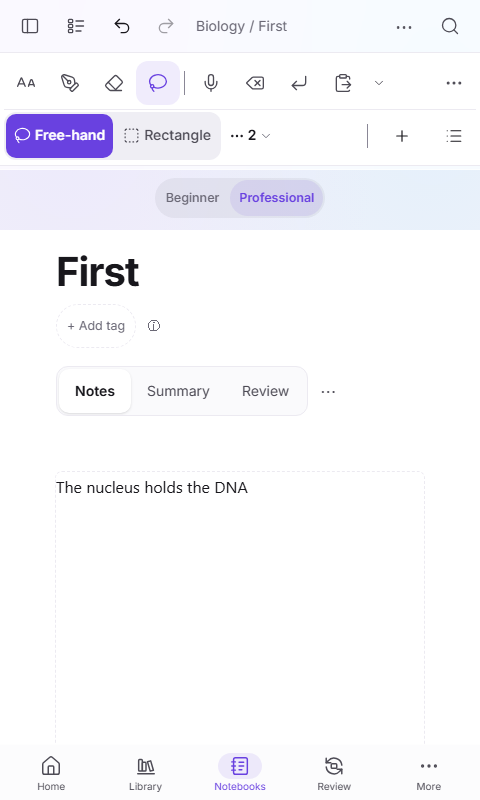 Biology / First
AA
Free-hand
Rectangle
2
Beginner
Professional
First
+ Add tag
Notes
Summary
Review
The nucleus holds the DNA
Home
Library
Notebooks
Review
More